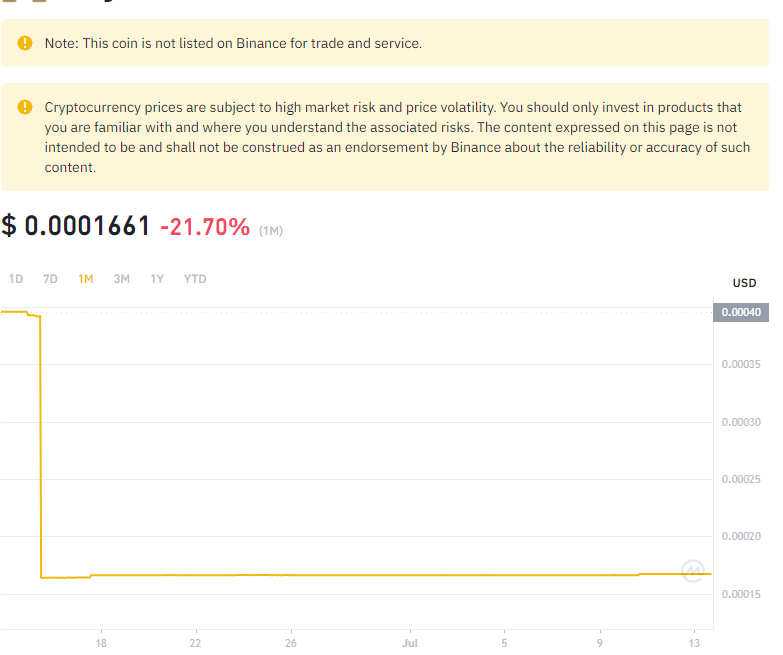 Note: This coin is not listed on Binance for trade and service.
Cryptocurrency prices are subject to high market risk and price volatility. You should only invest in products that
you are familiar with and where you understand the associated risks. The content expressed on this page is not
intended to be and shall not be construed as an endorsement by Binance about the reliability or accuracy of such
content.
$ 0.0001661 -21.70% (1M)
1D 7D 1M 3M 1Y YTD
USD
0.00040
0.00035
0.00030
0.00025
0.00020
0.00015
18 22 26 Jul 5 9 13